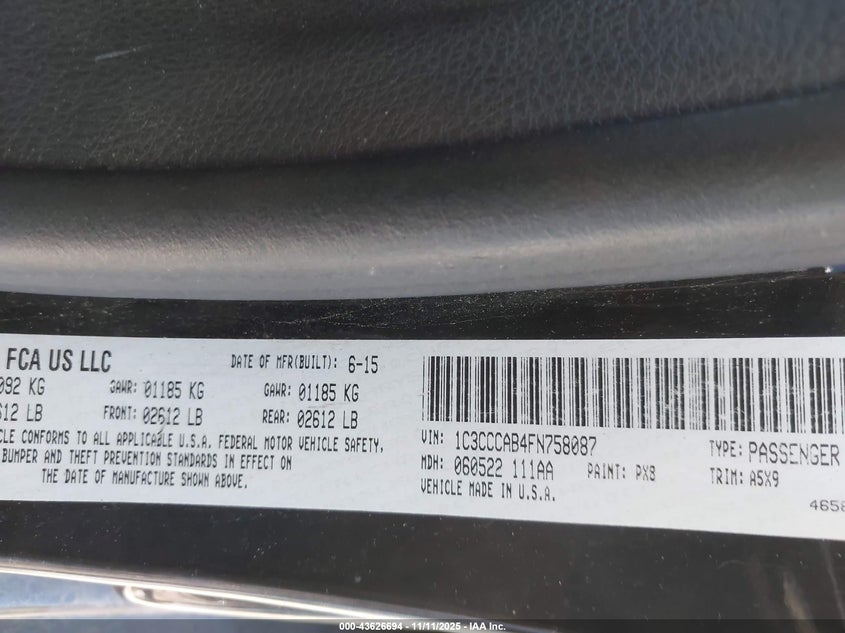 FCA US LLC
DATE OF MFR(BUILT): 6-15
092 KG GAWR: 01185 KG GAWR: 01185 KG
612 LB FRONT: 02612 LB REAR: 02612 LB
CLE CONFORMS TO ALL APPLICABLE U.S.A. FEDERAL MOTOR VEHICLE SAFETY,
BUMPER AND THEFT PREVENTION STANDARDS IN EFFECT ON
THE DATE OF MANUFACTURE SHOWN ABOVE.
VIN: 1C3CCCAB4FN758087 TYPE: PASSENGER
MDH: 060522 111AA PAINT: PX8 TRIM: A5X9
VEHICLE MADE IN U.S.A.
465
000-43626694 - 11/11/2025 - IAA Inc.